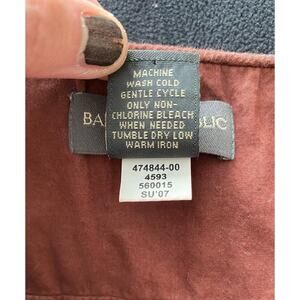 MACHINE
WASH COLD
GENTLE CYCLE
ONLY NON-
CHLORINE BLEACH
WHEN NEEDED
TUMBLE DRY LOW
WARM IRON
BA LIC
474844-00
4593
560015
SU'07